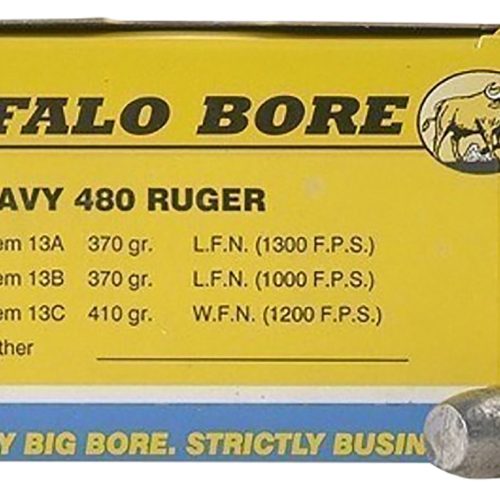 FALO BORE
AVY 480 RUGER
em 13A 370 gr. L.F.N. (1300 F.P.S.)
em 13B 370 gr. L.F.N. (1000 F.P.S.)
em 13C 410 gr. W.F.N. (1200 F.P.S.)
ther
Y BIG BORE. STRICTLY BUSIN